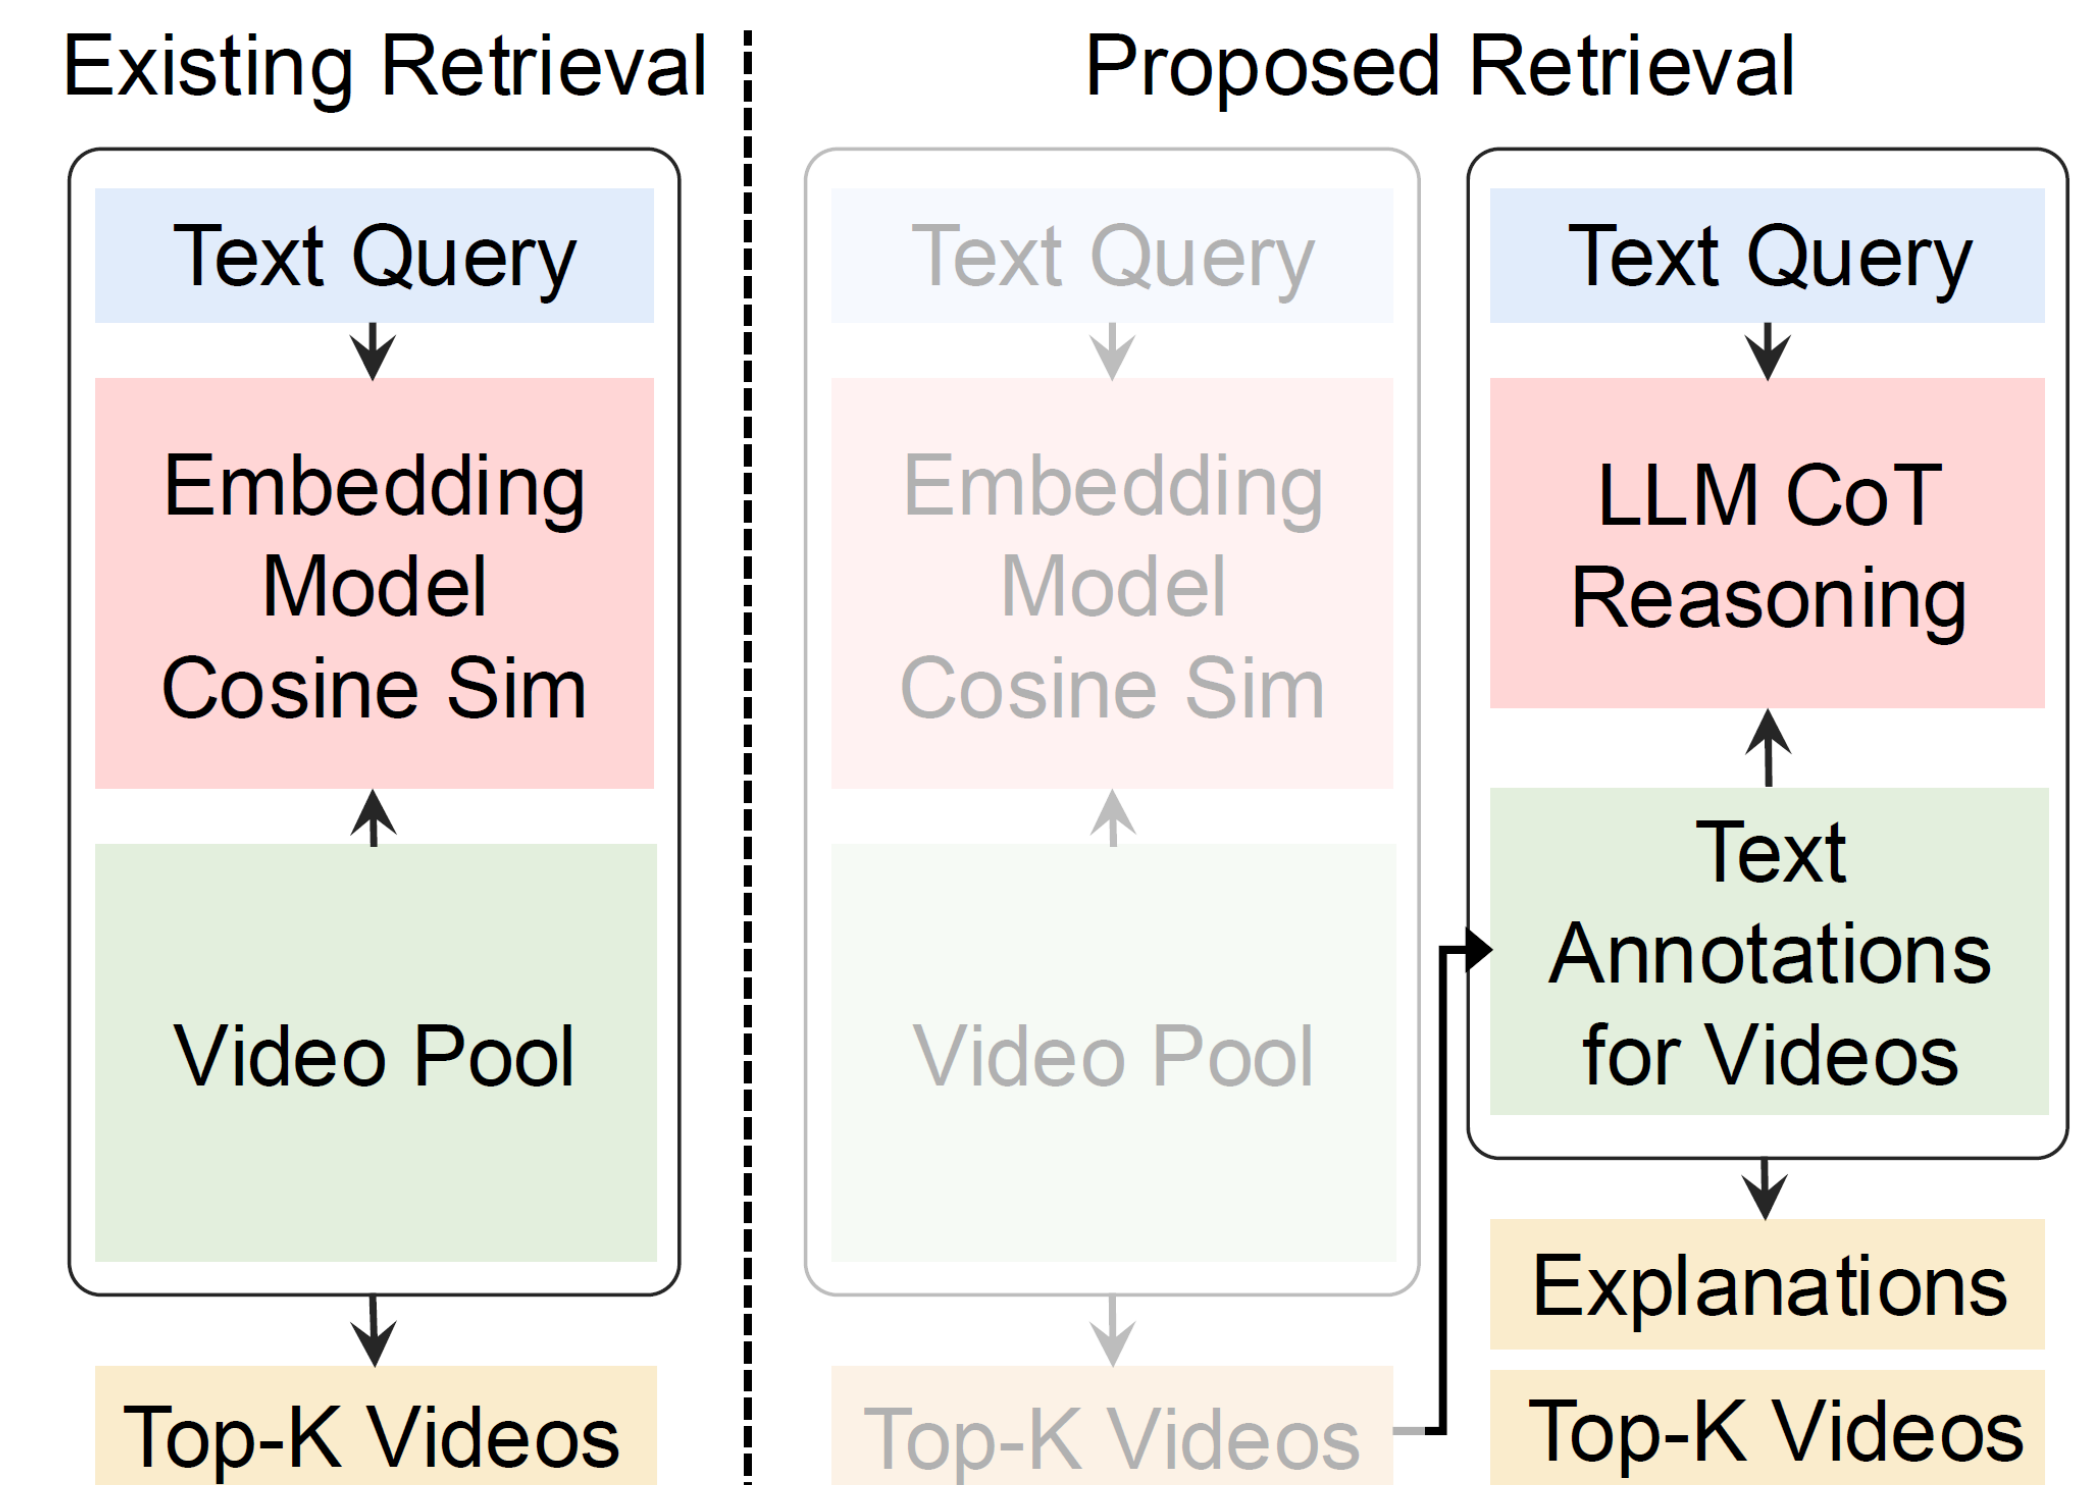 Existing Retrieval
Text Query
Embedding
Model
Cosine Sim
Video Pool
Top-K Videos
Proposed Retrieval
Text Query
Embedding
Model
Cosine Sim
Video Pool
Top-K Videos
Text Query
LLM CoT
Reasoning
Text
Annotations
for Videos
Explanations
Top-K Videos